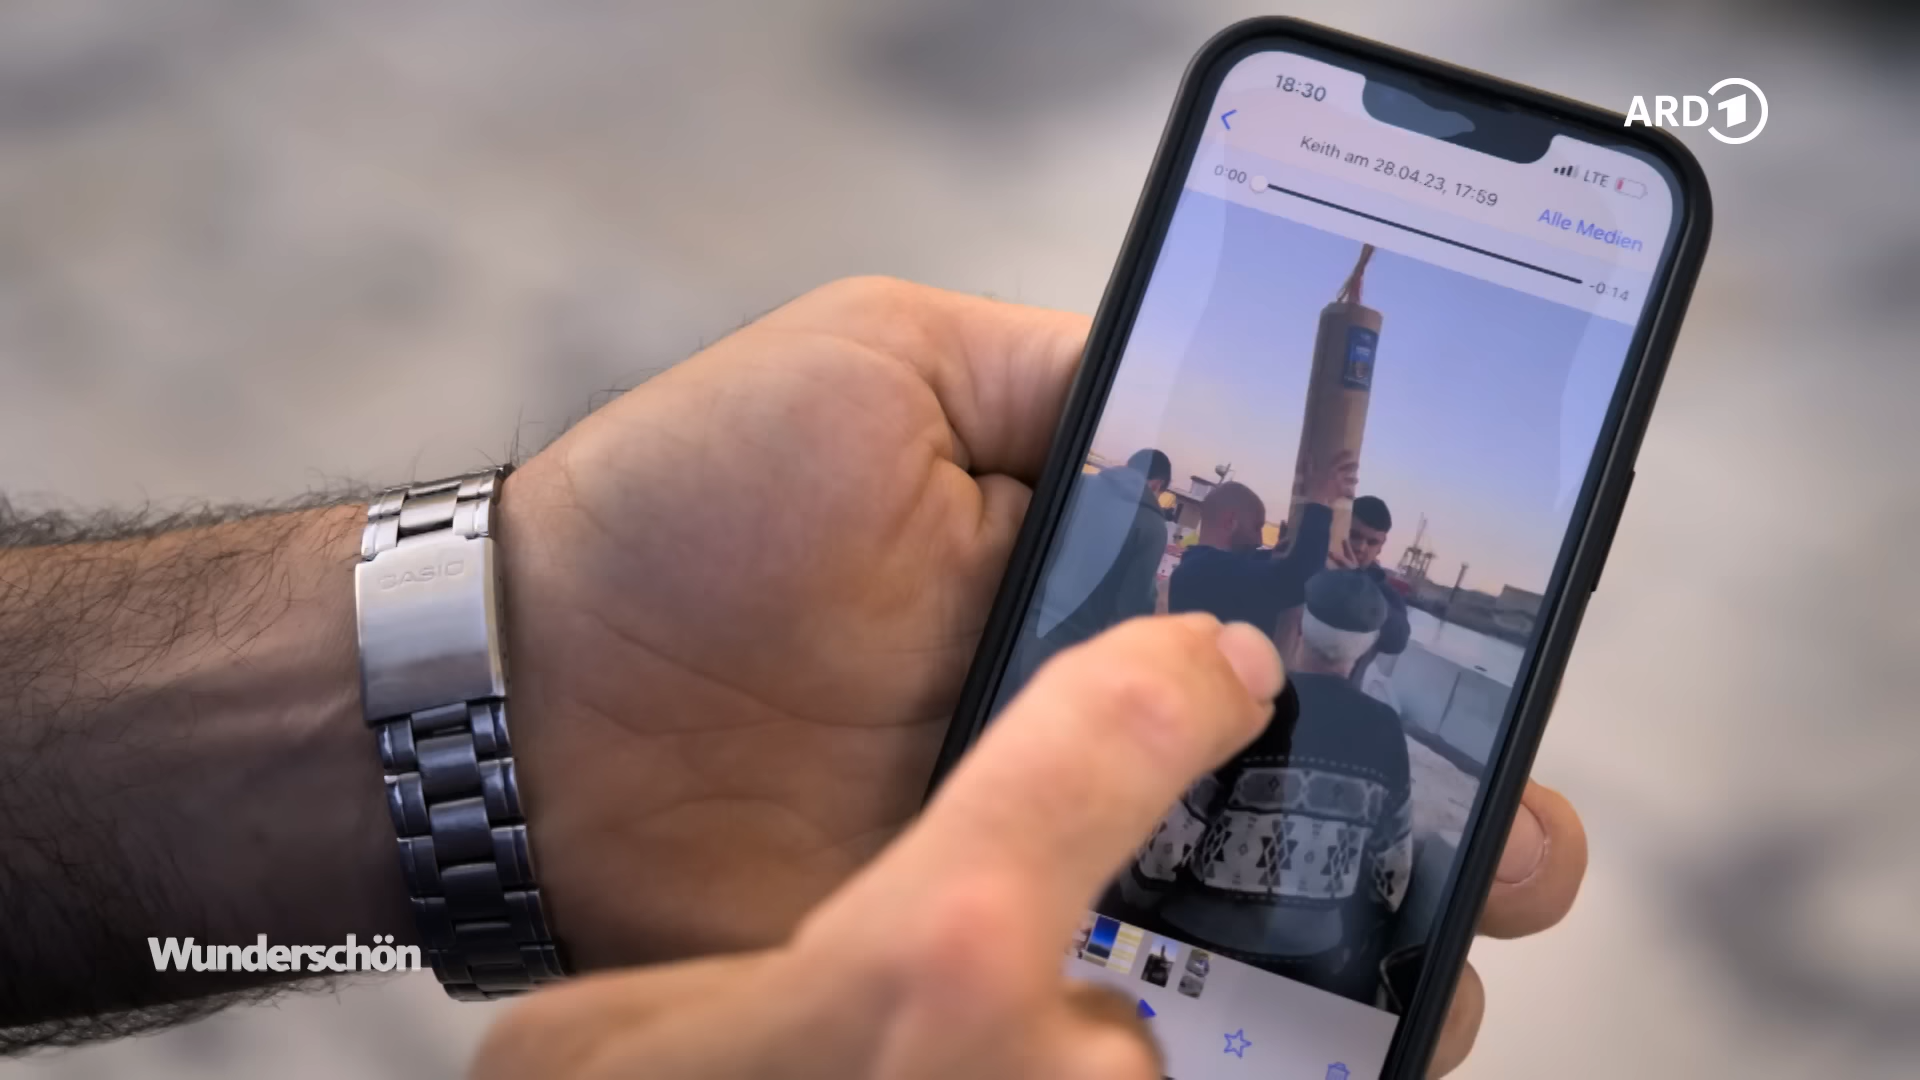 18:30
ARD 1
LTE
Keith am 28.04.23, 17:59
0:00
Alle Medien
-0:14
CASIO
Wunderschön